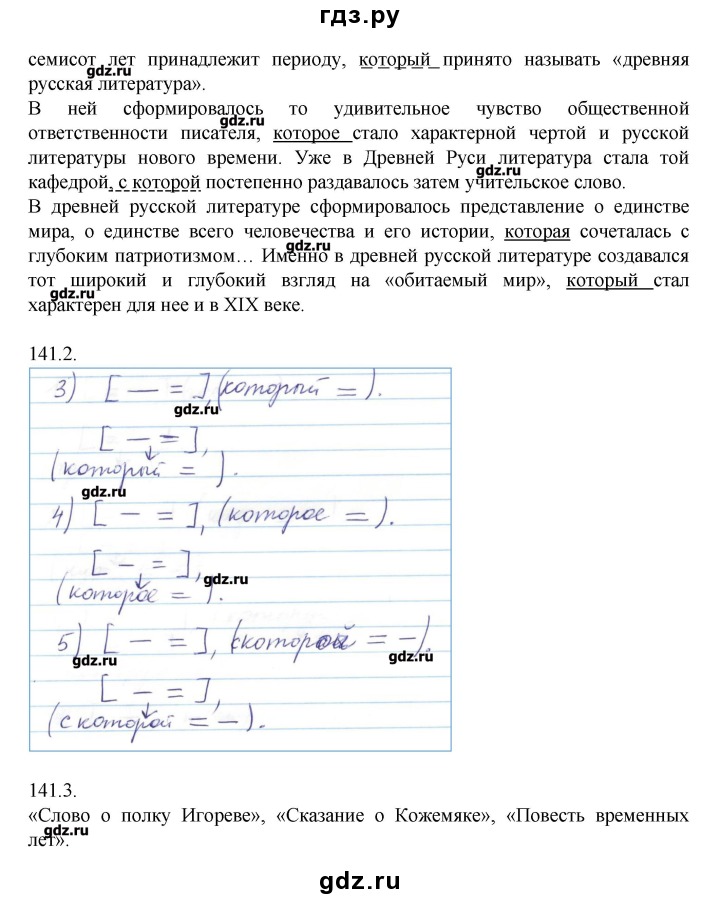 гдз.ру
семисот лет принадлежит периоду, который принято называть «древняя
gdz.ru
русская литература».
В ней сформировалось то удивительное чувство общественной
gdz.ru
ответственности писателя, которое стало характерной чертой и русской
литературы нового времени. Уже в Древней Руси литература стала той
gdz.ru
кафедрой, с которой постепенно раздавалось затем учительское слово.
В древней русской литературе сформировалось представление о единстве
мира, о единстве всего человечества и его истории, которая сочеталась с
gdz.ru
глубоким патриотизмом… Именно в древней русской литературе создавался
тот широкий и глубокий взгляд на «обитаемый мир», который стал
gdz.ru
характерен для нее и в XIX веке.
141.2.
3) [ — = ], (который = ).
gdz.ru
[ — = ],
(который = ).
gdz.ru
4) [ — = ], (которое = ).
[ — = ],
gdz.ru
(которое = ).
5) [ — = ], (с которой = —).
gdz.ru
gdz.ru
[ — = ],
(с которой = —).
141.3.
«Слово о полку Игореве», «Сказание о Кожемяке», «Повесть временных
gdz.ru
лет».
gdz.ru